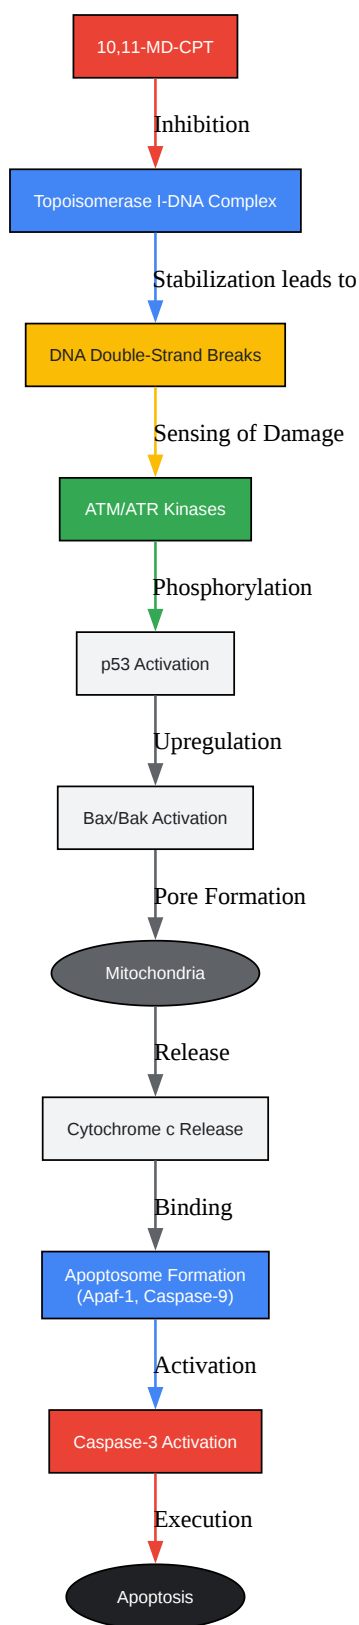 10,11-MD-CPT
Inhibition
Topoisomerase I-DNA Complex
Stabilization leads to
DNA Double-Strand Breaks
Sensing of Damage
ATM/ATR Kinases
Phosphorylation
p53 Activation
Upregulation
Bax/Bak Activation
Pore Formation
Mitochondria
Release
Cytochrome c Release
Binding
Apoptosome Formation
(Apaf-1, Caspase-9)
Activation
Caspase-3 Activation
Execution
Apoptosis